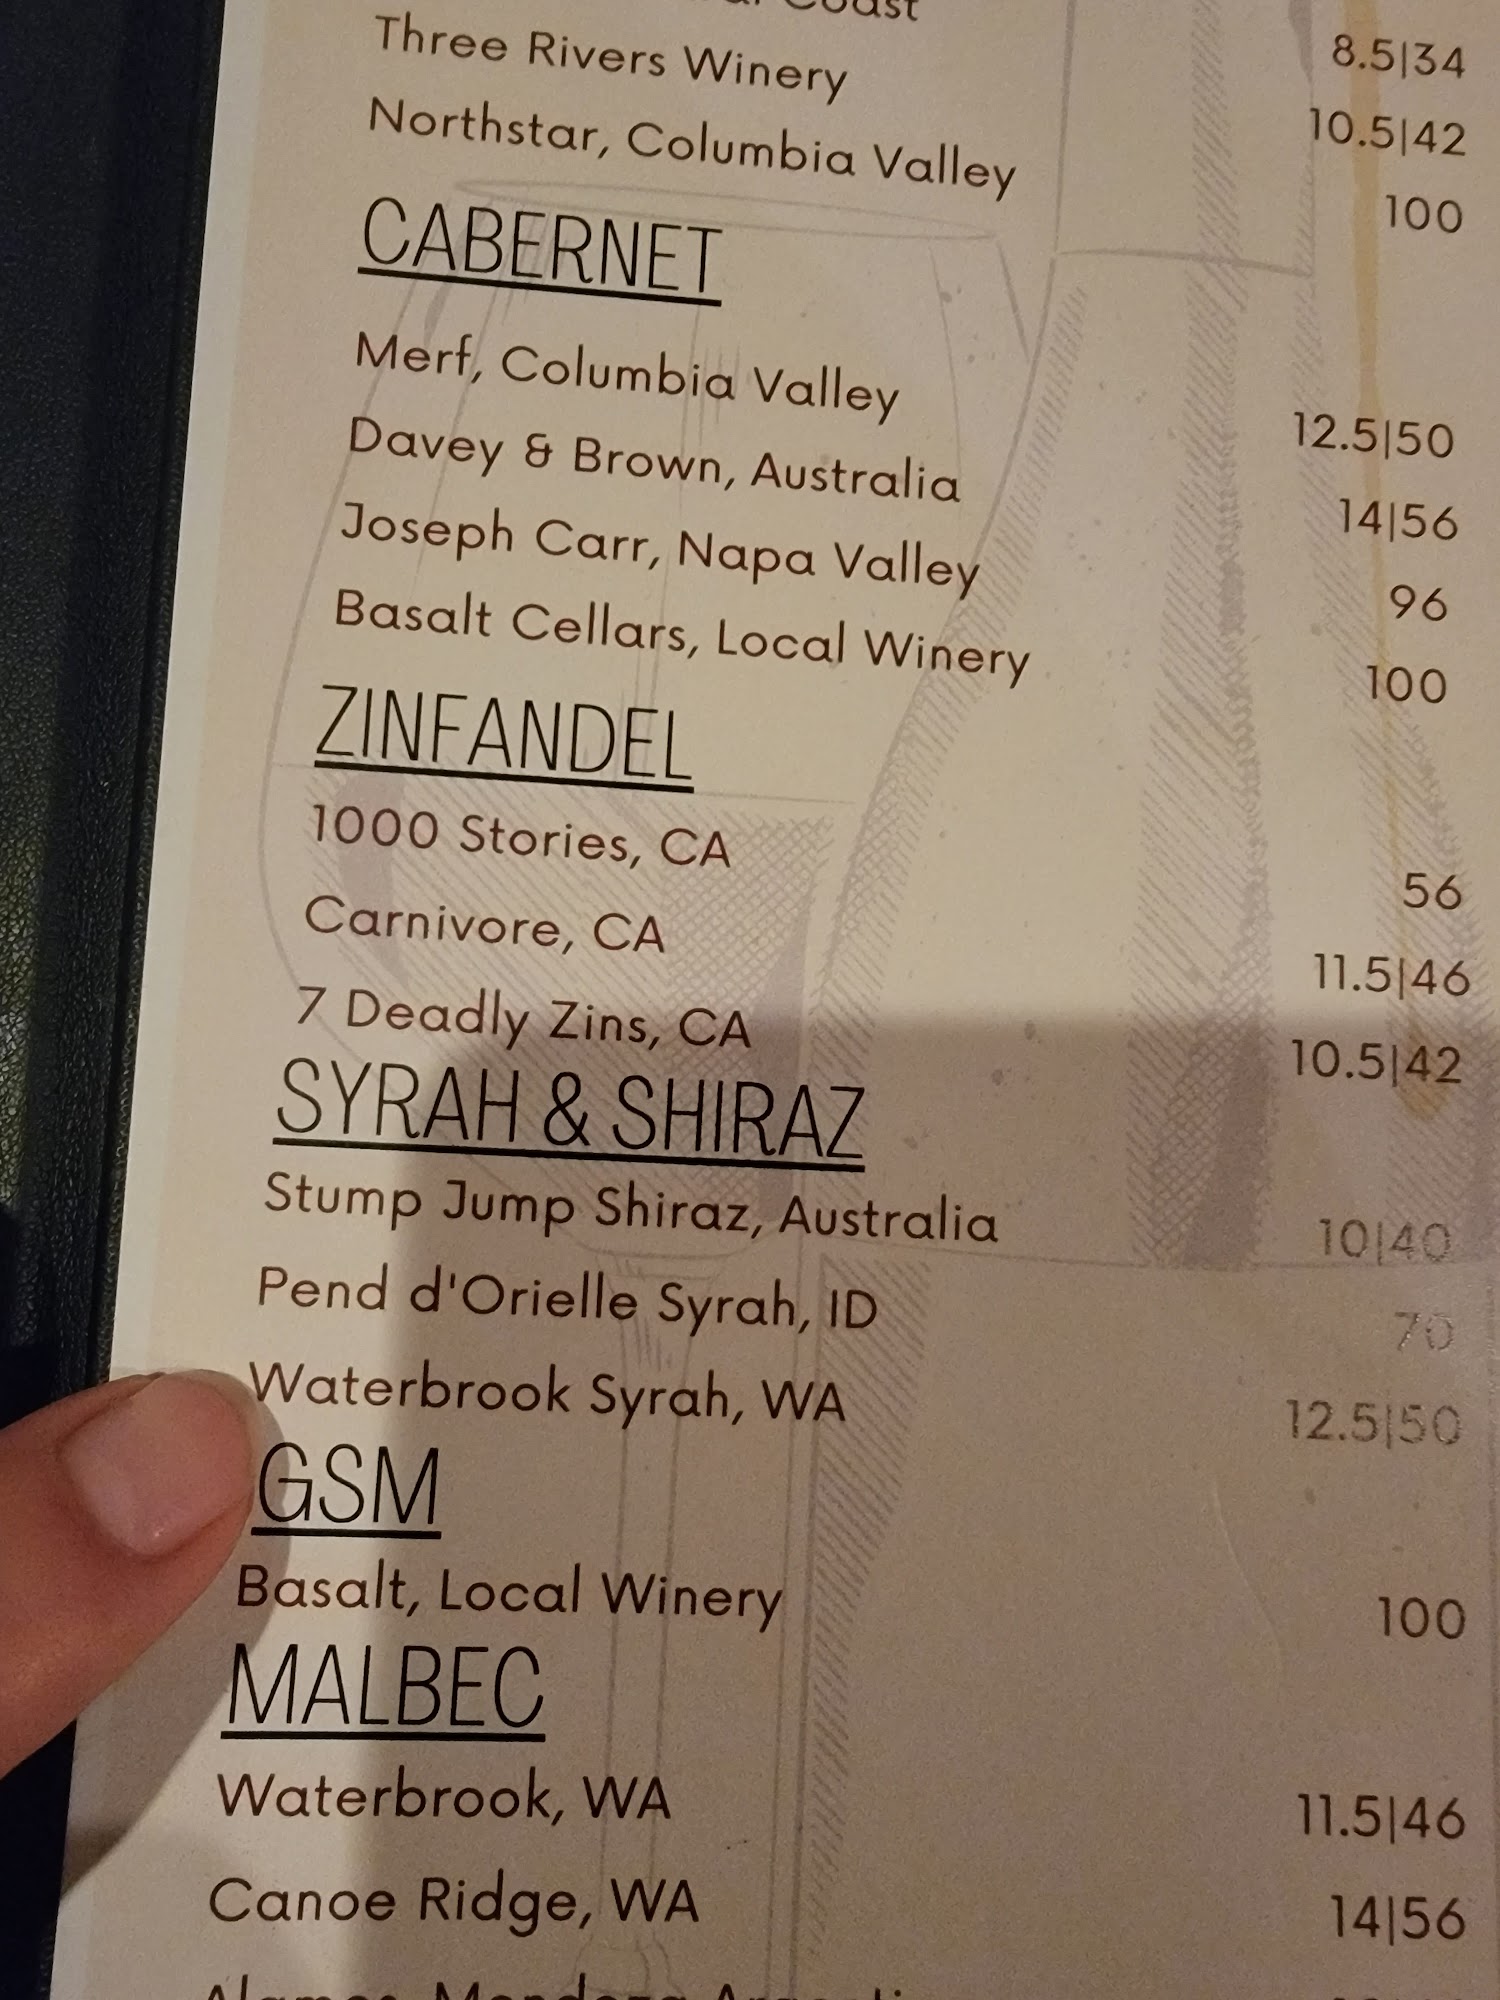 Coast 8.5|34
Three Rivers Winery 10.5|42
Northstar, Columbia Valley 100
CABERNET
Merf, Columbia Valley 12.5|50
Davey & Brown, Australia 14|56
Joseph Carr, Napa Valley 96
Basalt Cellars, Local Winery 100
ZINFANDEL
1000 Stories, CA 56
Carnivore, CA 11.5|46
7 Deadly Zins, CA 10.5|42
SYRAH & SHIRAZ
Stump Jump Shiraz, Australia 10|40
Pend d'Orielle Syrah, ID 70
Waterbrook Syrah, WA 12.5|50
GSM
Basalt, Local Winery 100
MALBEC
Waterbrook, WA 11.5|46
Canoe Ridge, WA 14|56
Alamos, Mendoza